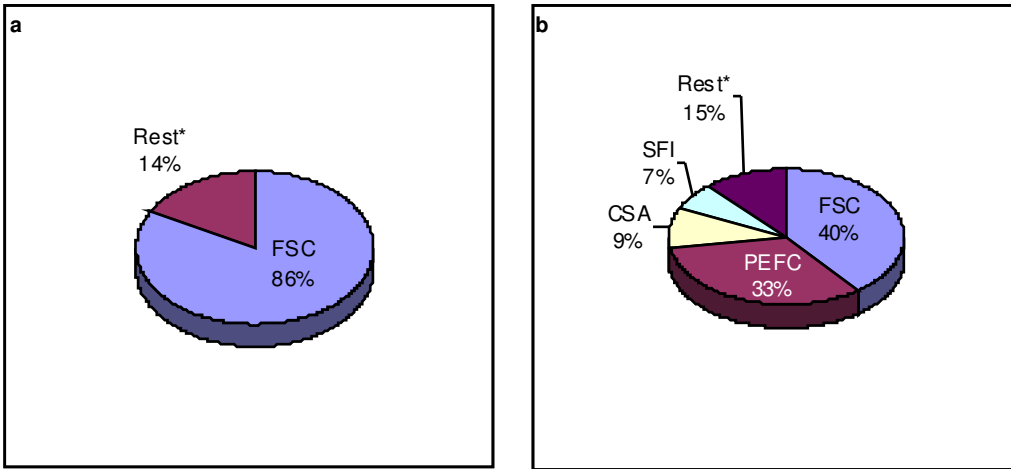 a
Rest*
14%
FSC
86%
b
Rest*
15%
SFI
7%
CSA
9%
FSC
40%
PEFC
33%